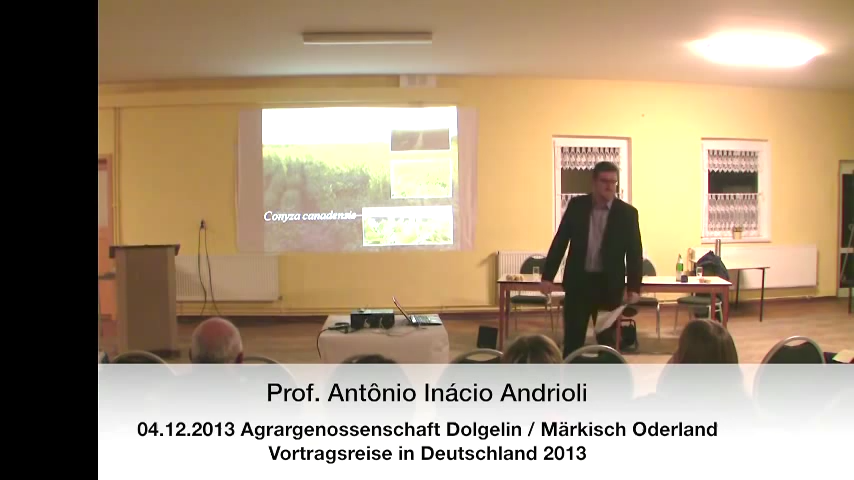 Conyza canadensis
Prof. Antônio Inácio Andrioli
04.12.2013 Agrargenossenschaft Dolgelin / Märkisch Oderland
Vortragsreise in Deutschland 2013